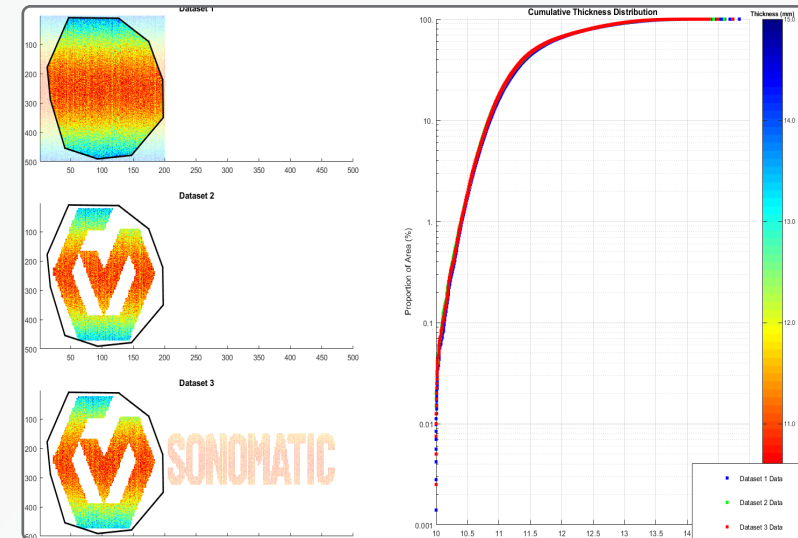 Dataset 1
100
200
300
400
500
50 100 150 200 250 300 350 400 450 500
Dataset 2
100
200
300
400
500
50 100 150 200 250 300 350 400 450 500
Dataset 3
100
200
300
400
500
SONOMATIC
Cumulative Thickness Distribution
Proportion of Area (%)
100.
10.
1.
0.1
0.01
0.001
10 10.5 11 11.5 12 12.5 13 13.5 14
Thickness (mm)
15.0
14.0
13.0
12.0
11.0
Dataset 1 Data
Dataset 2 Data
Dataset 3 Data